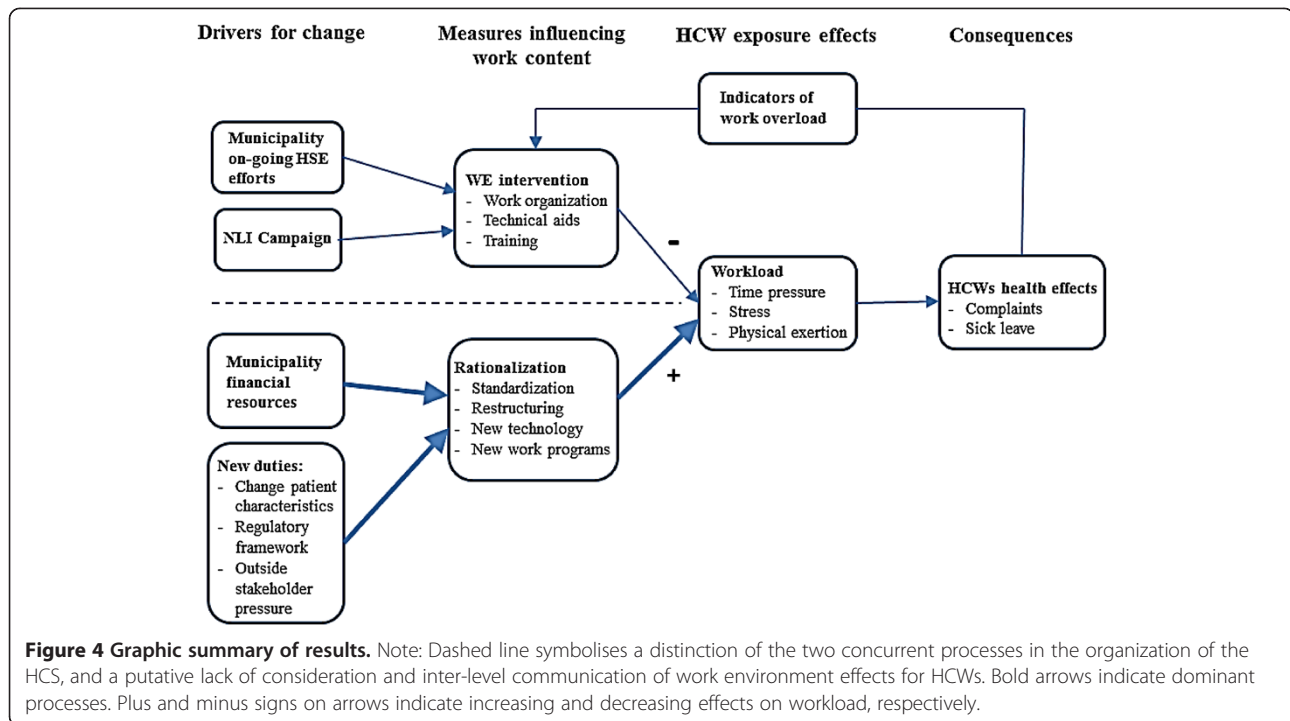 Drivers for change
Measures influencing
work content
HCW exposure effects
Consequences
Indicators of
work overload
Municipality
on-going HSE
efforts
NLI Campaign
WE intervention
- Work organization
- Technical aids
- Training
-
Workload
- Time pressure
- Stress
- Physical exertion
HCWs health effects
- Complaints
- Sick leave
+
Municipality
financial
resources
Rationalization
- Standardization
- Restructuring
- New technology
- New work programs
New duties:
- Change patient
characteristics
- Regulatory
framework
- Outside
stakeholder
pressure
Figure 4 Graphic summary of results. Note: Dashed line symbolises a distinction of the two concurrent processes in the organization of the
HCS, and a putative lack of consideration and inter-level communication of work environment effects for HCWs. Bold arrows indicate dominant
processes. Plus and minus signs on arrows indicate increasing and decreasing effects on workload, respectively.